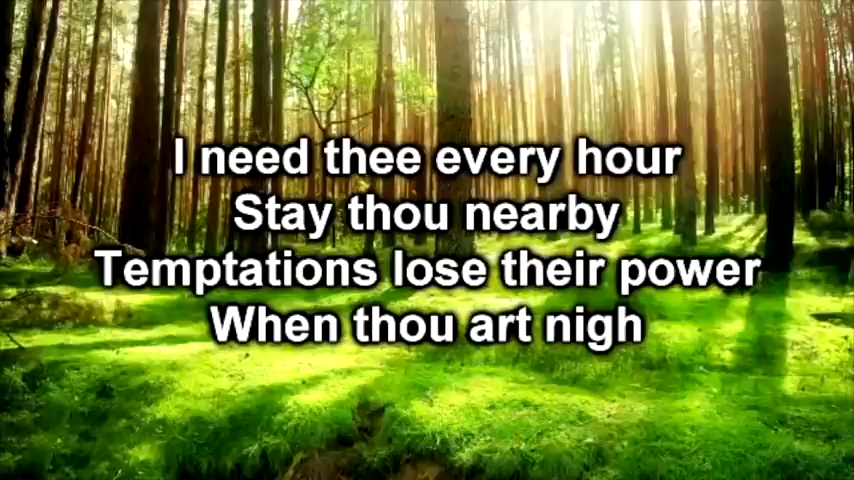 I need thee every hour
Stay thou nearby
Temptations lose their power
When thou art nigh